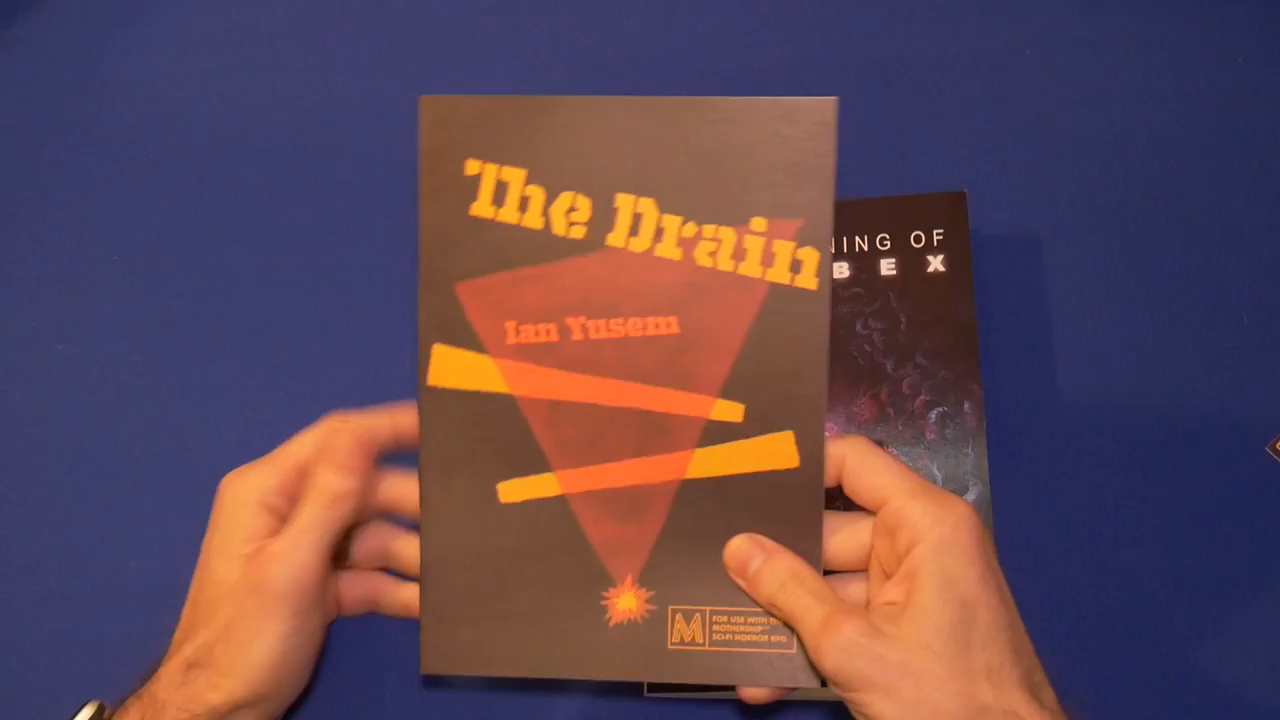 The Drain
Ian Yusem
M
FOR USE WITH THE
MOTHERSHIP
SCI-FI HORROR RPG
NING OF
BEX